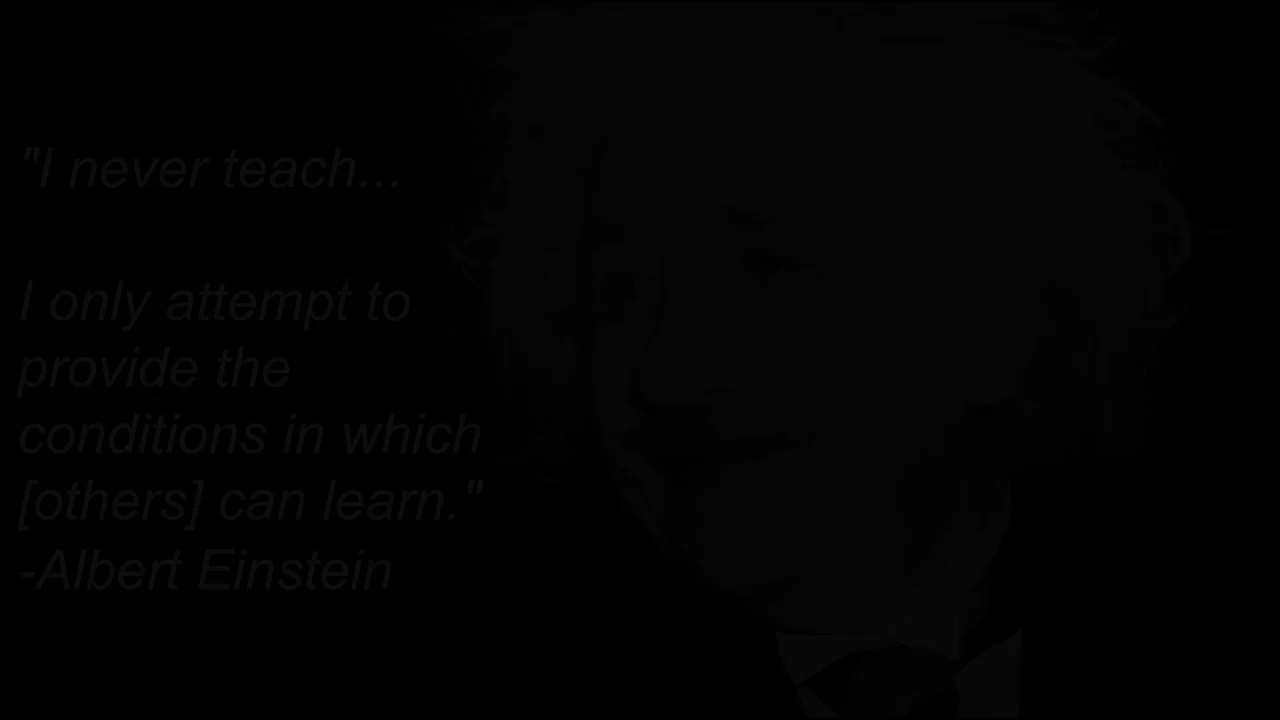 "I never teach...
I only attempt to
provide the
conditions in which
[others] can learn."
-Albert Einstein